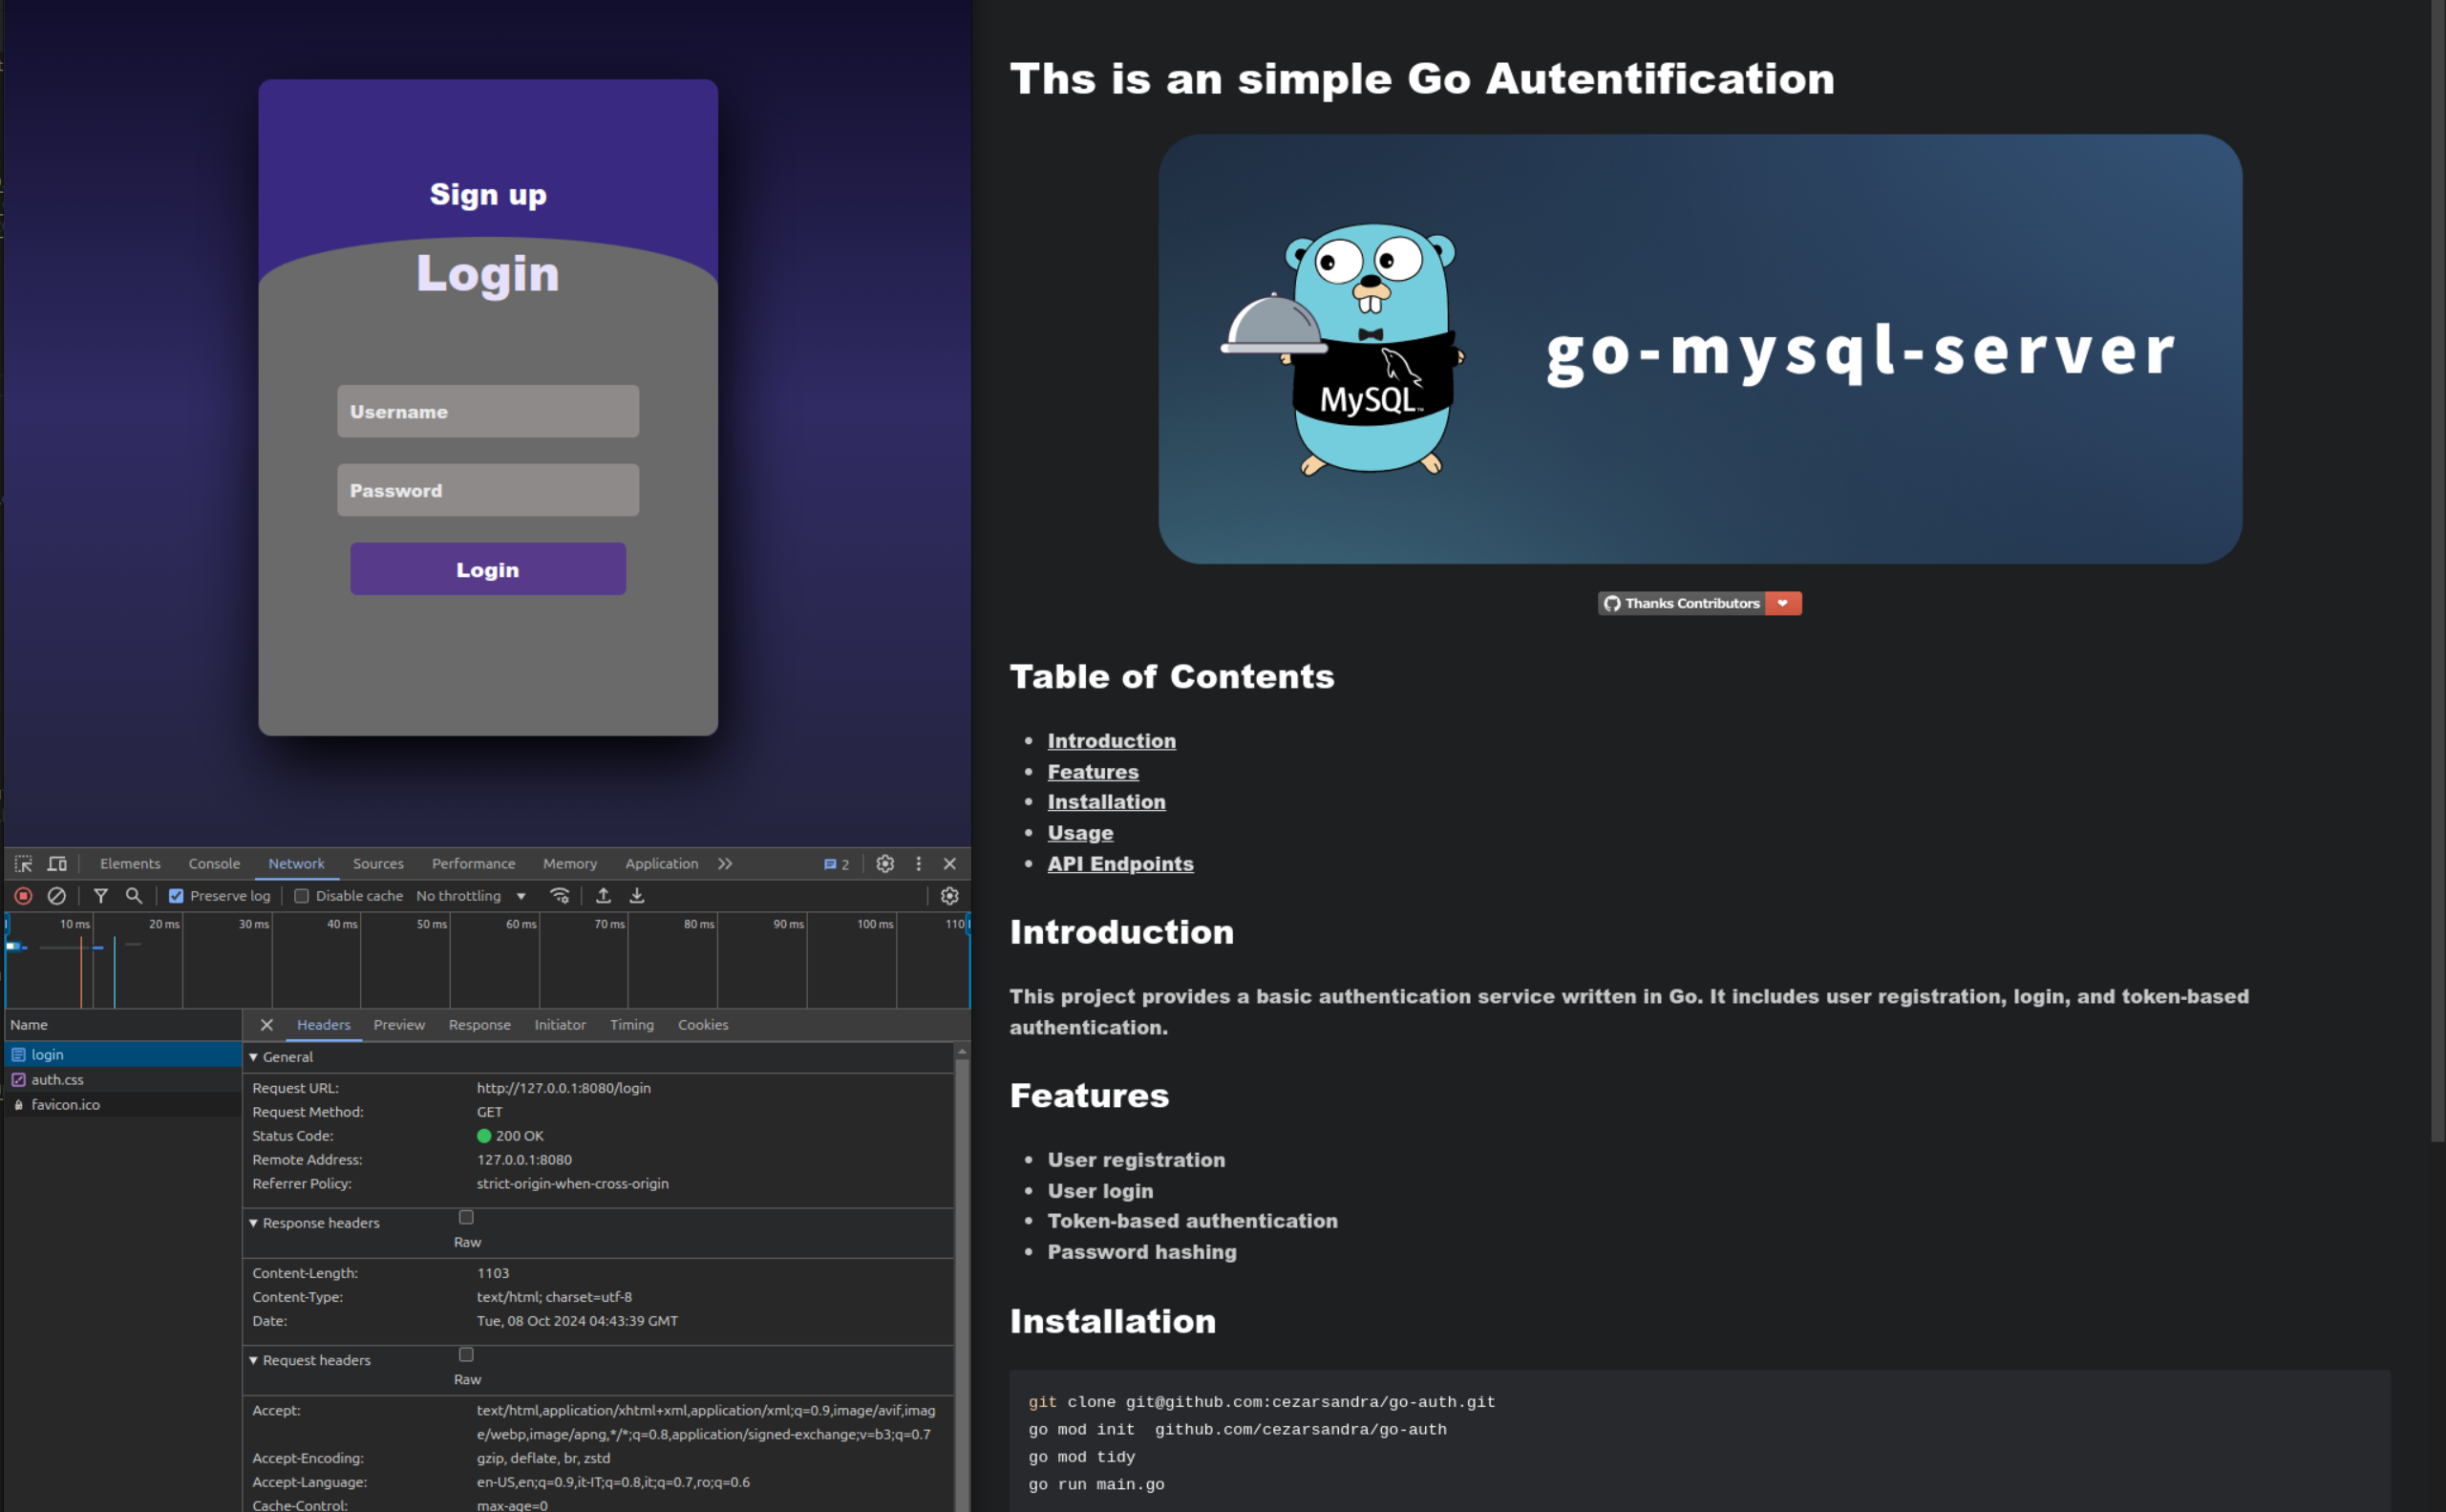 Sign up
Login
Username
Password
Login
Elements Console Network Sources Performance Memory Application 2
Preserve log Disable cache No throttling
10 ms 20 ms 30 ms 40 ms 50 ms 60 ms 70 ms 80 ms 90 ms 100 ms 110
Name
login
auth.css
favicon.ico
Headers Preview Response Initiator Timing Cookies
General
Request URL: http://127.0.0.1:8080/login
Request Method: GET
Status Code: 200 OK
Remote Address: 127.0.0.1:8080
Referrer Policy: strict-origin-when-cross-origin
Response headers
Raw
Content-Length: 1103
Content-Type: text/html; charset=utf-8
Date: Tue, 08 Oct 2024 04:43:39 GMT
Request headers
Raw
Accept: text/html,application/xhtml+xml,application/xml;q=0.9,image/avif,imag
e/webp,image/apng,*/*;q=0.8,application/signed-exchange;v=b3;q=0.7
Accept-Encoding: gzip, deflate, br, zstd
Accept-Language: en-US,en;q=0.9,it-IT;q=0.8,it;q=0.7,ro;q=0.6
Cache-Control: max-age=0
Ths is an simple Go Autentification
MySQL™
go-mysql-server
Thanks Contributors
Table of Contents
Introduction
Features
Installation
Usage
API Endpoints
Introduction
This project provides a basic authentication service written in Go. It includes user registration, login, and token-based
authentication.
Features
User registration
User login
Token-based authentication
Password hashing
Installation
git clone git@github.com:cezarsandra/go-auth.git
go mod init  github.com/cezarsandra/go-auth
go mod tidy
go run main.go